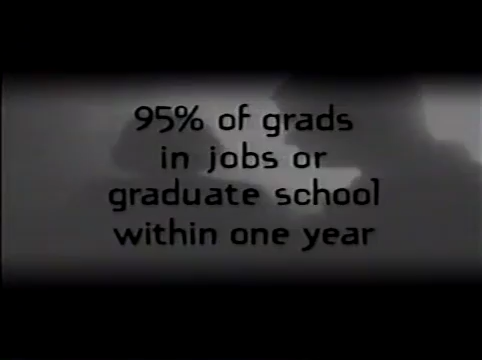 95% of grads
in jobs or
graduate school
within one year